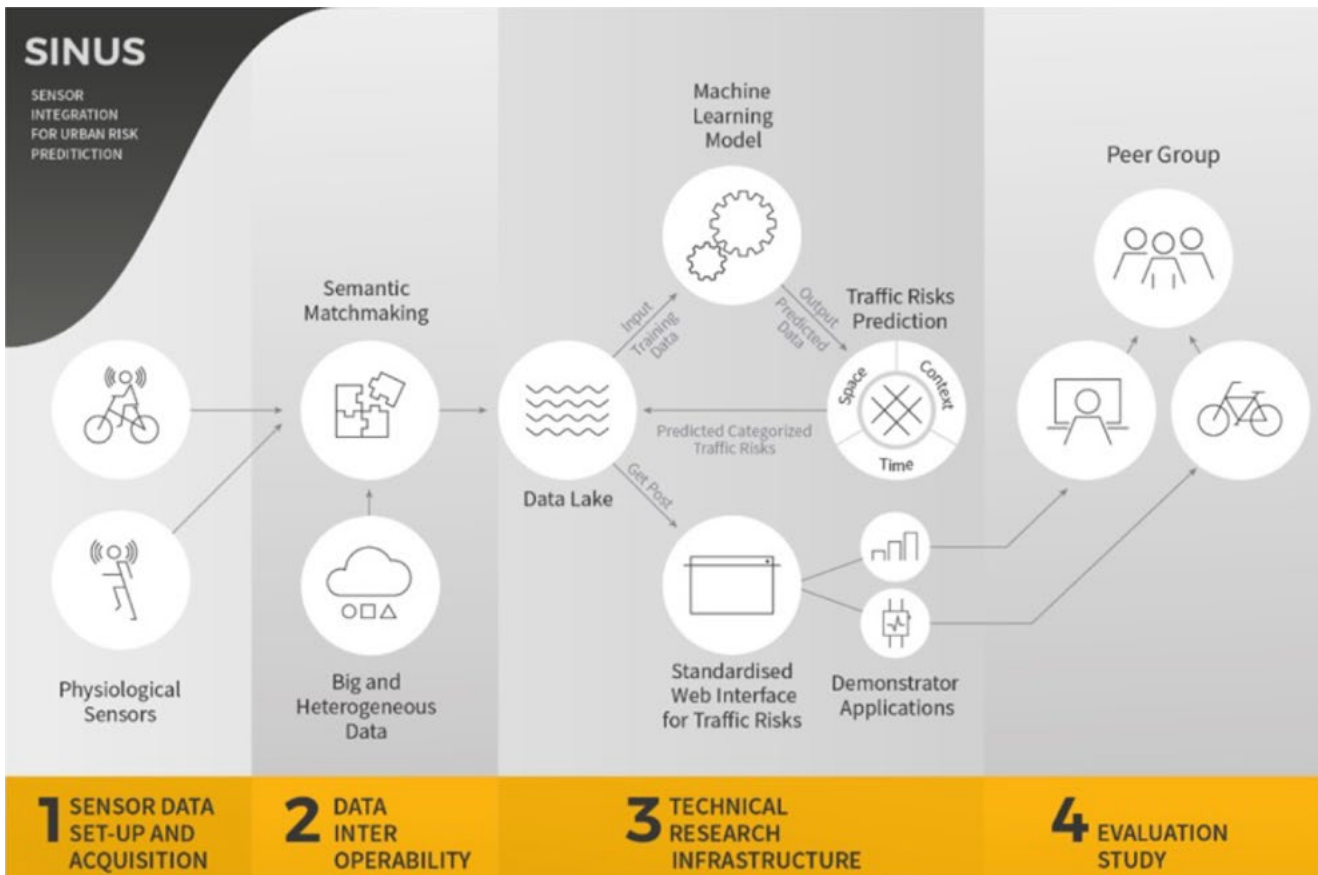 SINUS
SENSOR
INTEGRATION
FOR URBAN RISK
PREDITICTION
Physiological
Sensors
Semantic
Matchmaking
Big and
Heterogeneous
Data
Machine
Learning
Model
Input
Training
Data
Output
Predicted
Data
Traffic Risks
Prediction
Space
Context
Time
Predicted Categorized
Traffic Risks
Data Lake
Get Post
Standardised
Web Interface
for Traffic Risks
Demonstrator
Applications
Peer Group
1 SENSOR DATA
SET-UP AND
ACQUISITION
2 DATA
INTER
OPERABILITY
3 TECHNICAL
RESEARCH
INFRASTRUCTURE
4 EVALUATION
STUDY